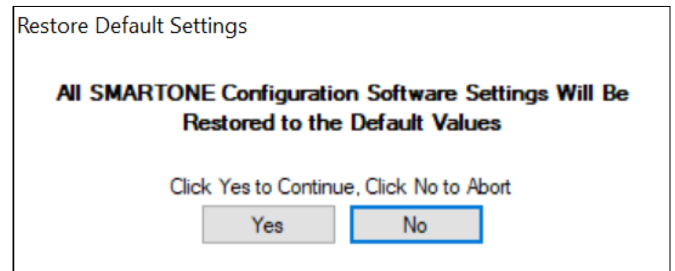 Restore Default Settings
All SMARTONE Configuration Software Settings Will Be
Restored to the Default Values
Click Yes to Continue, Click No to Abort
Yes No